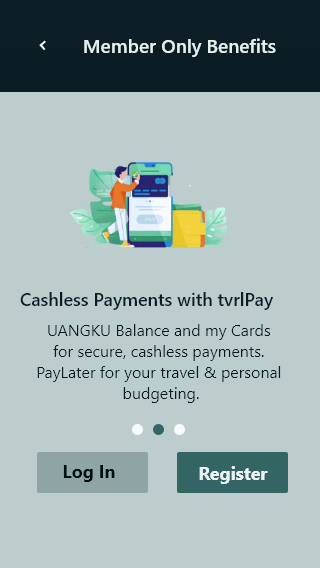 Member Only Benefits
Cashless Payments with tvrlPay
UANGKU Balance and my Cards
for secure, cashless payments.
PayLater for your travel & personal
budgeting.
Log In
Register